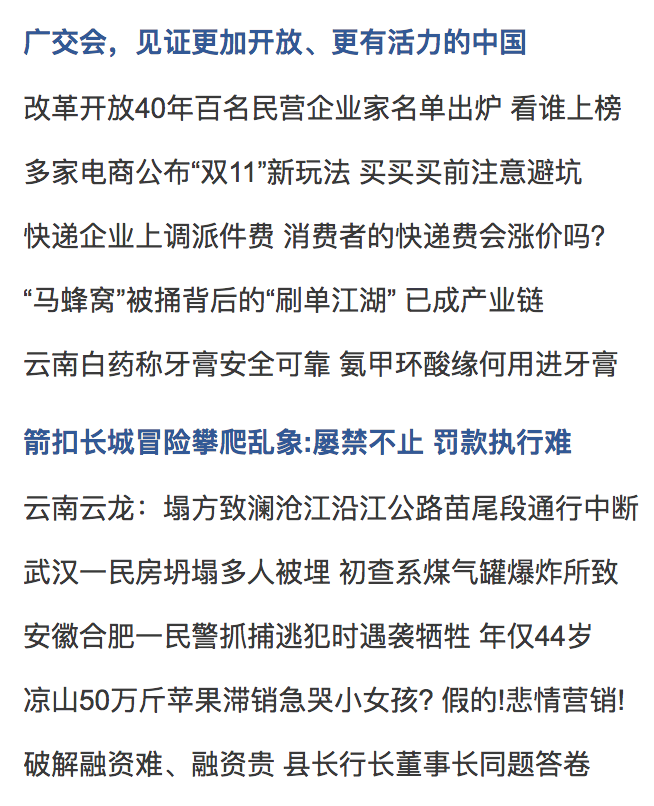 广交会，见证更加开放、更有活力的中国
改革开放40年百名民营企业家名单出炉 看谁上榜
多家电商公布“双11”新玩法 买买买前注意避坑
快递企业上调派件费 消费者的快递费会涨价吗?
“马蜂窝”被捅背后的“刷单江湖” 已成产业链
云南白药称牙膏安全可靠 氨甲环酸缘何用进牙膏
箭扣长城冒险攀爬乱象:屡禁不止 罚款执行难
云南云龙：塌方致澜沧江沿江公路苗尾段通行中断
武汉一民房坍塌多人被埋 初查系煤气罐爆炸所致
安徽合肥一民警抓捕逃犯时遇袭牺牲 年仅44岁
凉山50万斤苹果滞销急哭小女孩? 假的!悲情营销!
破解融资难、融资贵 县长行长董事长同题答卷